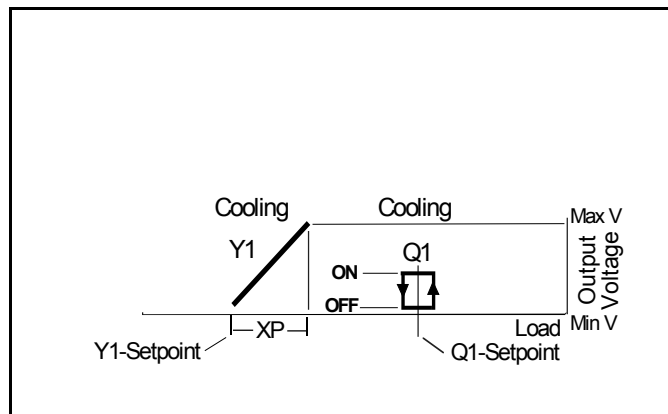 Cooling
Cooling
Max V
Y1
Q1
Output
Voltage
ON
OFF
Load
Min V
XP
Y1-Setpoint
Q1-Setpoint